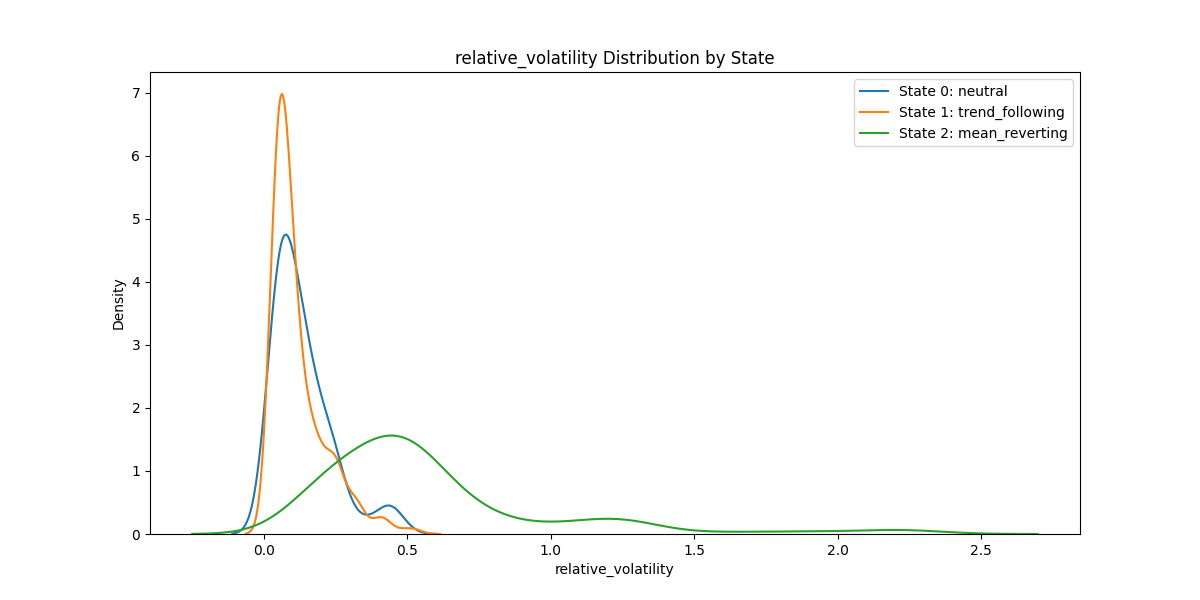 relative_volatility Distribution by State
State 0: neutral
State 1: trend_following
State 2: mean_reverting
Density
7
6
5
4
3
2
1
0
0.0 0.5 1.0 1.5 2.0 2.5
relative_volatility